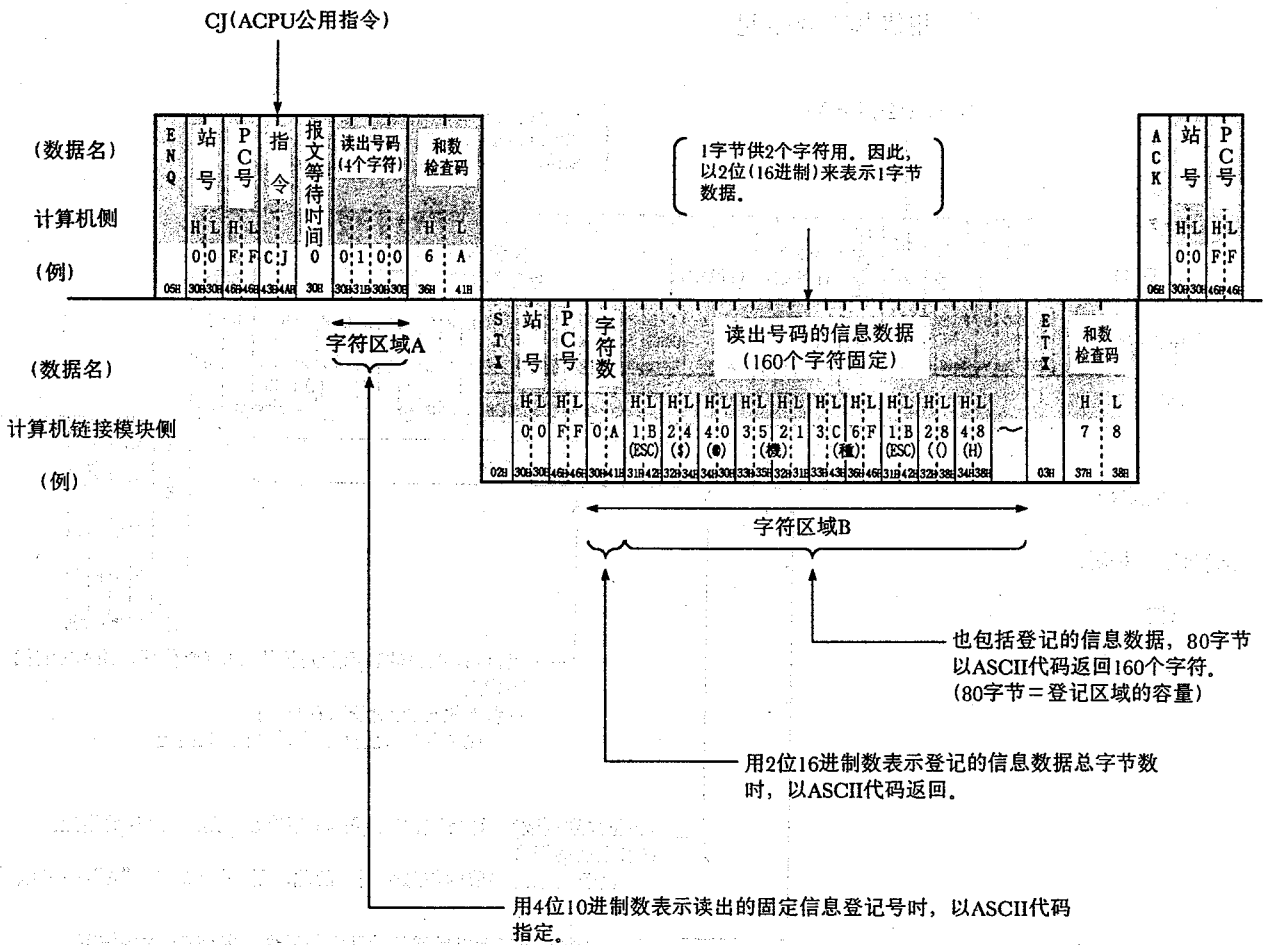 CJ(ACPU公用指令)
(数据名)
计算机侧
(例)
ENQ
站号
PC号
指令
报文等待时间
读出号码
(4个字符)
和数
检查码
H L H L H L
0 0 F F C J 0 0 1 0 0 6 A
05H 30H 30H 46H 46H 43H 4AH 30H 30H 31H 30H 30H 36H 41H
1字节供2个字符用。因此，
以2位(16进制)来表示1字节
数据。
ACK
站号
PC号
H L H L
0 0 F F
06H 30H 30H 46H 46H
字符区域A
(数据名)
计算机链接模块侧
(例)
STX
站号
PC号
字符数
读出号码的信息数据
(160个字符固定)
ETX
和数
检查码
H L H L H L H L H L H L H L H L H L H L H L H L H L H L
0 0 F F 0 A 1 B 2 4 4 0 3 5 2 1 3 C 6 F 1 B 2 8 4 8 ～ 7 8
(ESC) ($) (@) (機) (種) (ESC) (() (H)
02H 30H 30H 46H 46H 30H 41H 31H 42H 32H 34H 34H 30H 33H 35H 32H 31H 33H 43H 36H 46H 31H 42H 32H 38H 34H 38H 03H 37H 38H
字符区域B
也包括登记的信息数据，80字节
以ASCII代码返回160个字符。
(80字节＝登记区域的容量)
用2位16进制数表示登记的信息数据总字节数
时，以ASCII代码返回。
用4位10进制数表示读出的固定信息登记号时，以ASCII代码
指定。